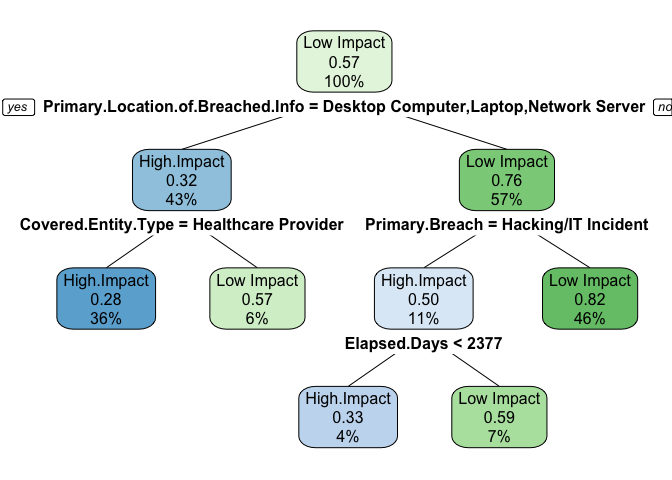 Low Impact
0.57
100%
yes Primary.Location.of.Breached.Info = Desktop Computer,Laptop,Network Server no
High.Impact
0.32
43%
Low Impact
0.76
57%
Covered.Entity.Type = Healthcare Provider
Primary.Breach = Hacking/IT Incident
High.Impact
0.28
36%
Low Impact
0.57
6%
High.Impact
0.50
11%
Low Impact
0.82
46%
Elapsed.Days < 2377
High.Impact
0.33
4%
Low Impact
0.59
7%